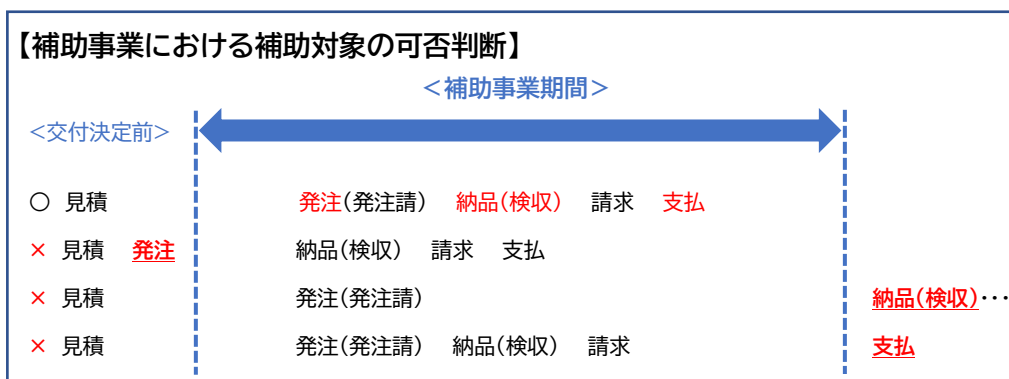 【補助事業における補助対象の可否判断】
＜補助事業期間＞
＜交付決定前＞
○ 見積 発注(発注請) 納品(検収) 請求 支払
× 見積 発注 納品(検収) 請求 支払
× 見積 発注(発注請) 納品(検収)･･･
× 見積 発注(発注請) 納品(検収) 請求 支払